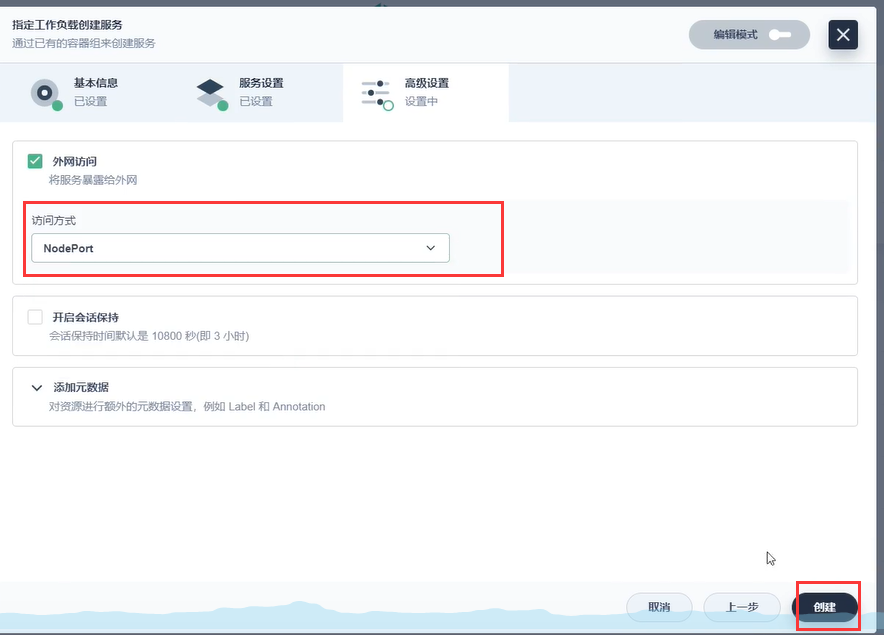 指定工作负载创建服务
通过已有的容器组来创建服务
编辑模式
基本信息
已设置
服务设置
已设置
高级设置
设置中
外网访问
将服务暴露给外网
访问方式
NodePort
开启会话保持
会话保持时间默认是 10800 秒(即 3 小时)
添加元数据
对资源进行额外的元数据设置，例如 Label 和 Annotation
取消
上一步
创建